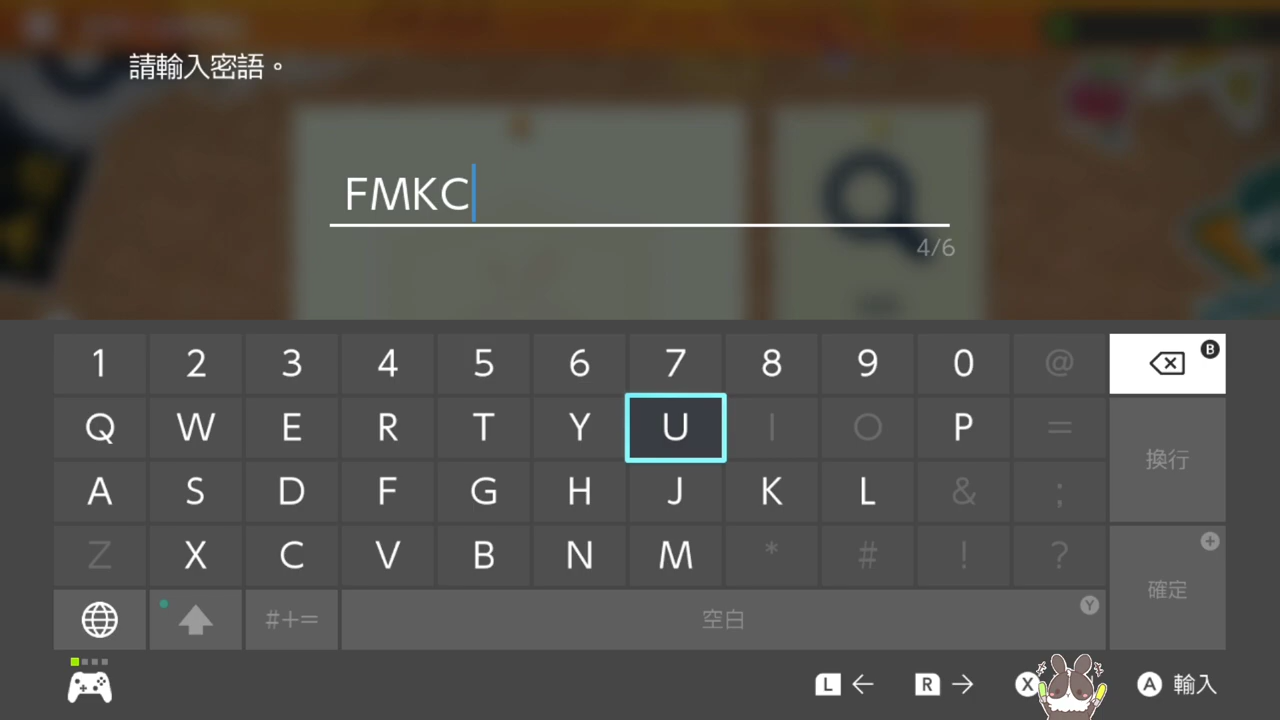 請輸入密語。
FMKC
4/6
1 2 3 4 5 6 7 8 9 0 @ B
Q W E R T Y U I O P =
換行
A S D F G H J K L & ;
Z X C V B N M * # ! ? +
確定
#+= 空白 Y
L ← R → X A 輸入